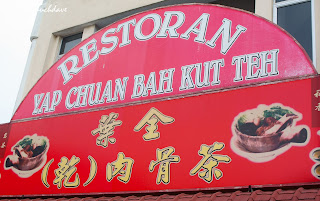 RESTORAN
YAP CHUAN BAH KUT TEH
葉全
(乾)肉骨茶